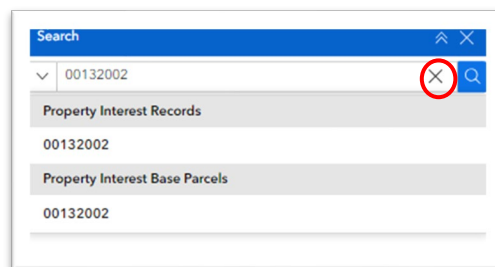 Search
00132002
Property Interest Records
00132002
Property Interest Base Parcels
00132002